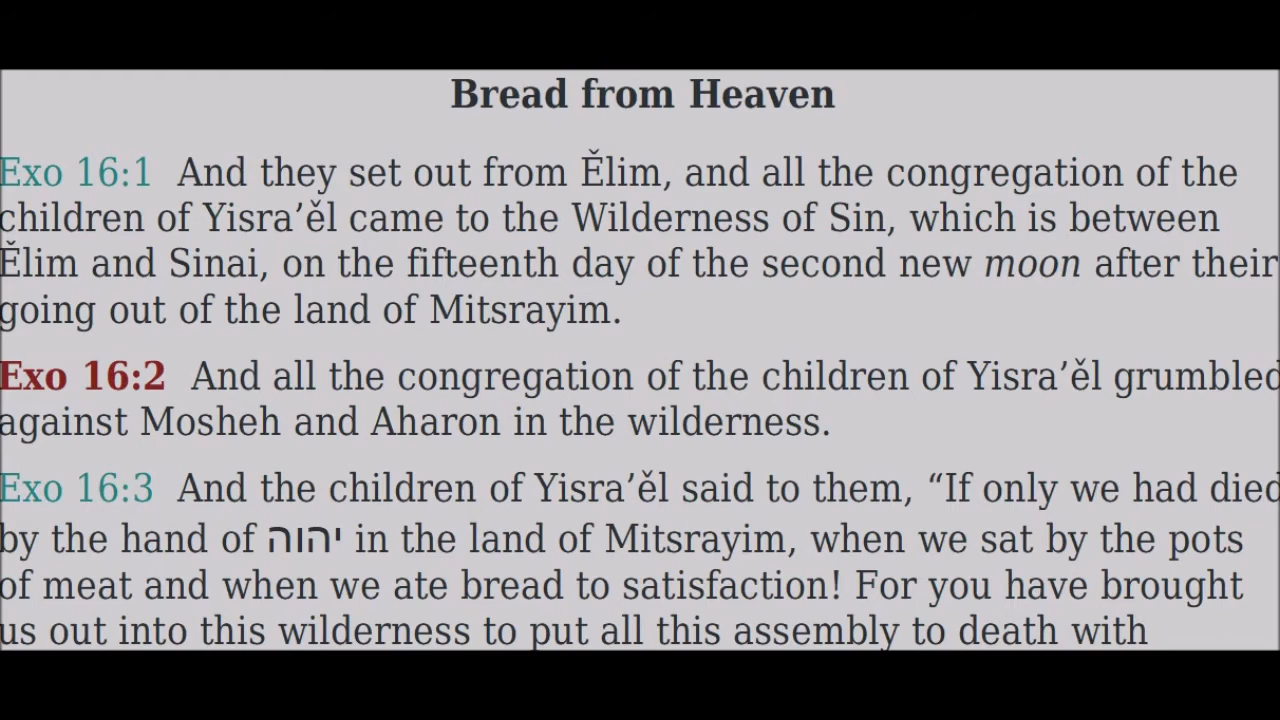 Bread from Heaven
Exo 16:1 And they set out from Ělim, and all the congregation of the
children of Yisra’ěl came to the Wilderness of Sin, which is between
Ělim and Sinai, on the fifteenth day of the second new moon after their
going out of the land of Mitsrayim.
Exo 16:2 And all the congregation of the children of Yisra’ěl grumbled
against Mosheh and Aharon in the wilderness.
Exo 16:3 And the children of Yisra’ěl said to them, “If only we had died
by the hand of יהוה in the land of Mitsrayim, when we sat by the pots
of meat and when we ate bread to satisfaction! For you have brought
us out into this wilderness to put all this assembly to death with